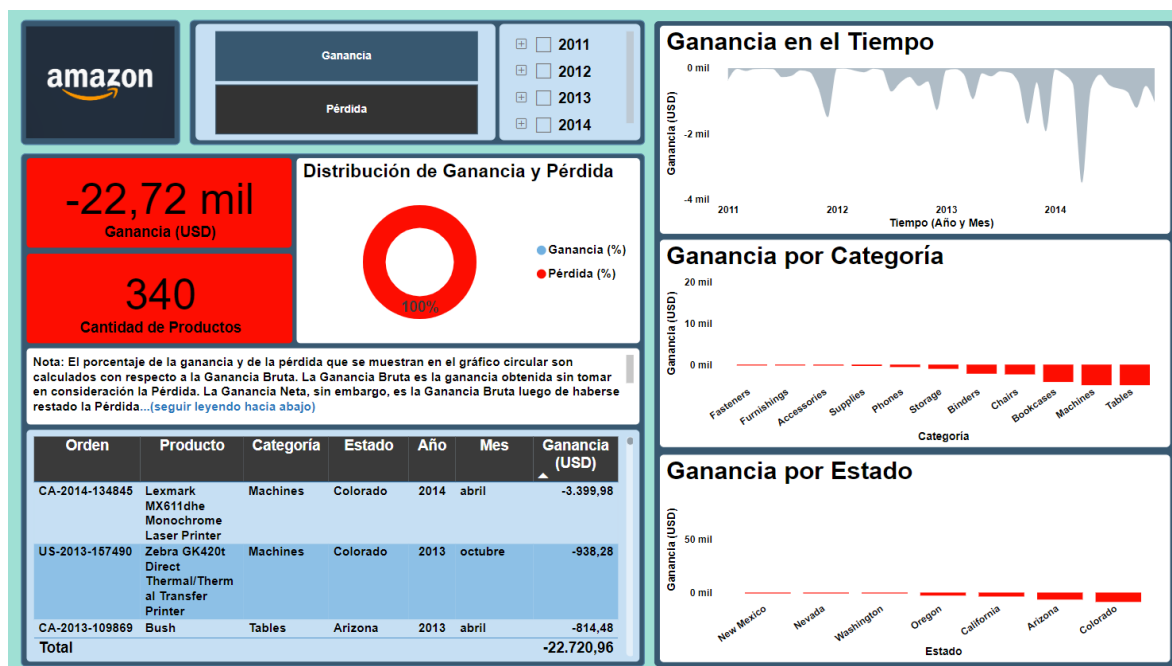 amazon
Ganancia
Pérdida
2011
2012
2013
2014
-22,72 mil
Ganancia (USD)
340
Cantidad de Productos
Distribución de Ganancia y Pérdida
100%
Ganancia (%)
Pérdida (%)
Nota: El porcentaje de la ganancia y de la pérdida que se muestran en el gráfico circular son
calculados con respecto a la Ganancia Bruta. La Ganancia Bruta es la ganancia obtenida sin tomar
en consideración la Pérdida. La Ganancia Neta, sin embargo, es la Ganancia Bruta luego de haberse
restado la Pérdida...(seguir leyendo hacia abajo)
Orden Producto Categoría Estado Año Mes Ganancia
(USD)
CA-2014-134845 Lexmark Machines Colorado 2014 abril -3.399,98
MX611dhe
Monochrome
Laser Printer
US-2013-157490 Zebra GK420t Machines Colorado 2013 octubre -938,28
Direct
Thermal/Therm
al Transfer
Printer
CA-2013-109869 Bush Tables Arizona 2013 abril -814,48
Total -22.720,96
Ganancia en el Tiempo
Ganancia (USD)
0 mil
-2 mil
-4 mil
2011 2012 2013 2014
Tiempo (Año y Mes)
Ganancia por Categoría
Ganancia (USD)
20 mil
10 mil
0 mil
Fasteners Furnishings Accessories Supplies Phones Storage Binders Chairs Bookcases Machines Tables
Categoría
Ganancia por Estado
Ganancia (USD)
50 mil
0 mil
New Mexico Nevada Washington Oregon California Arizona Colorado
Estado